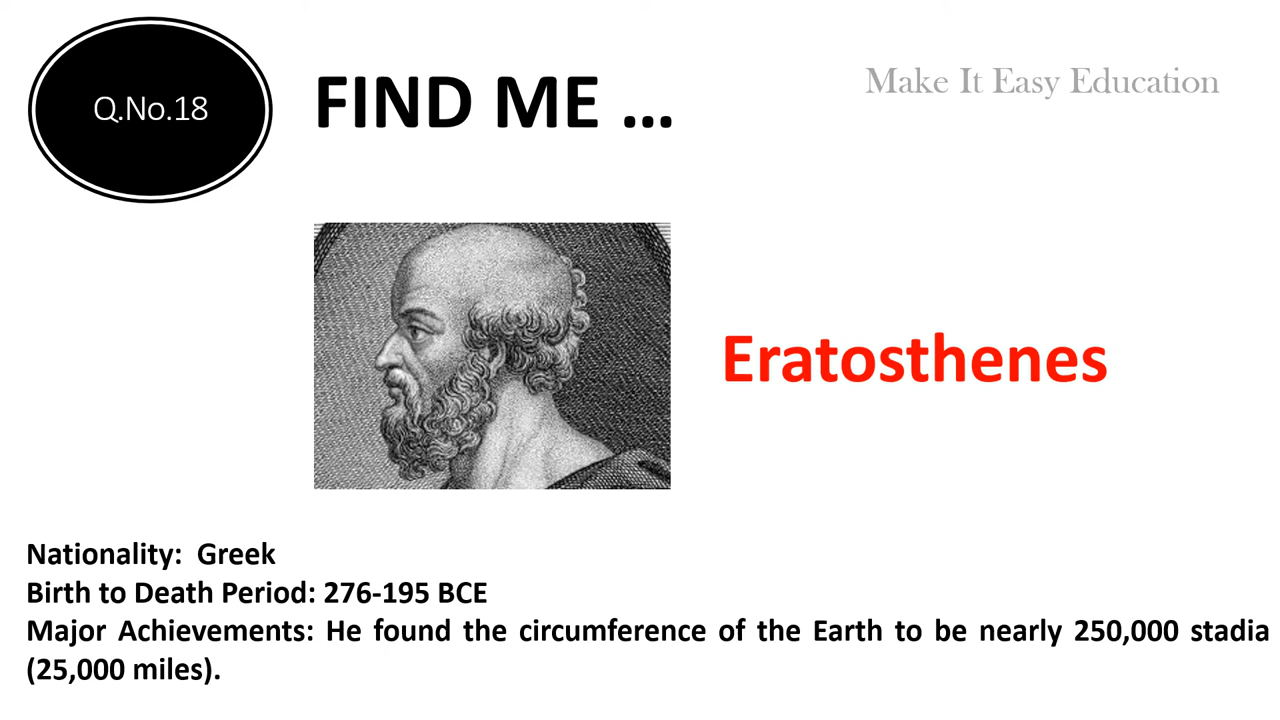 Q.No.18
FIND ME ...
Make It Easy Education
Eratosthenes
Nationality:  Greek
Birth to Death Period: 276-195 BCE
Major Achievements: He found the circumference of the Earth to be nearly 250,000 stadia
(25,000 miles).